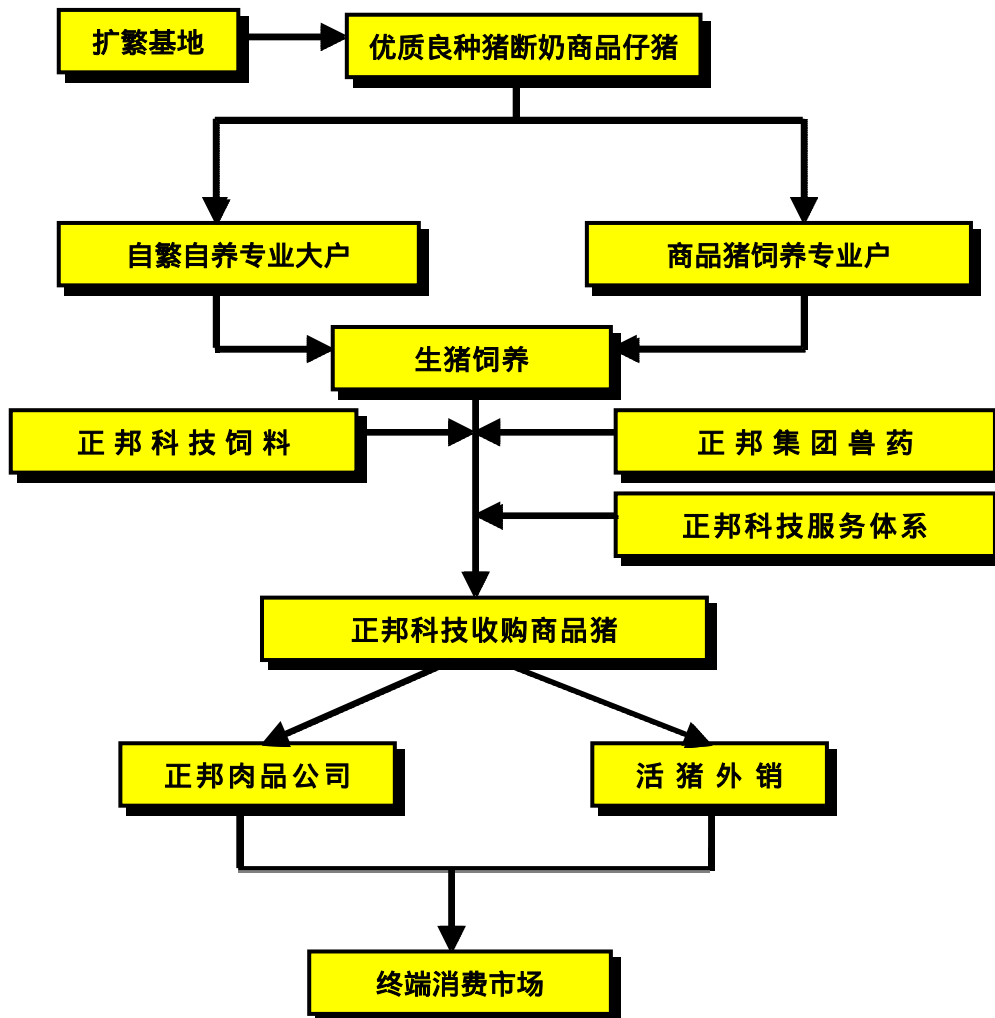 扩繁基地
优质良种猪断奶商品仔猪
自繁自养专业大户
商品猪饲养专业户
生猪饲养
正邦科技饲料
正邦集团兽药
正邦科技服务体系
正邦科技收购商品猪
正邦肉品公司
活猪外销
终端消费市场